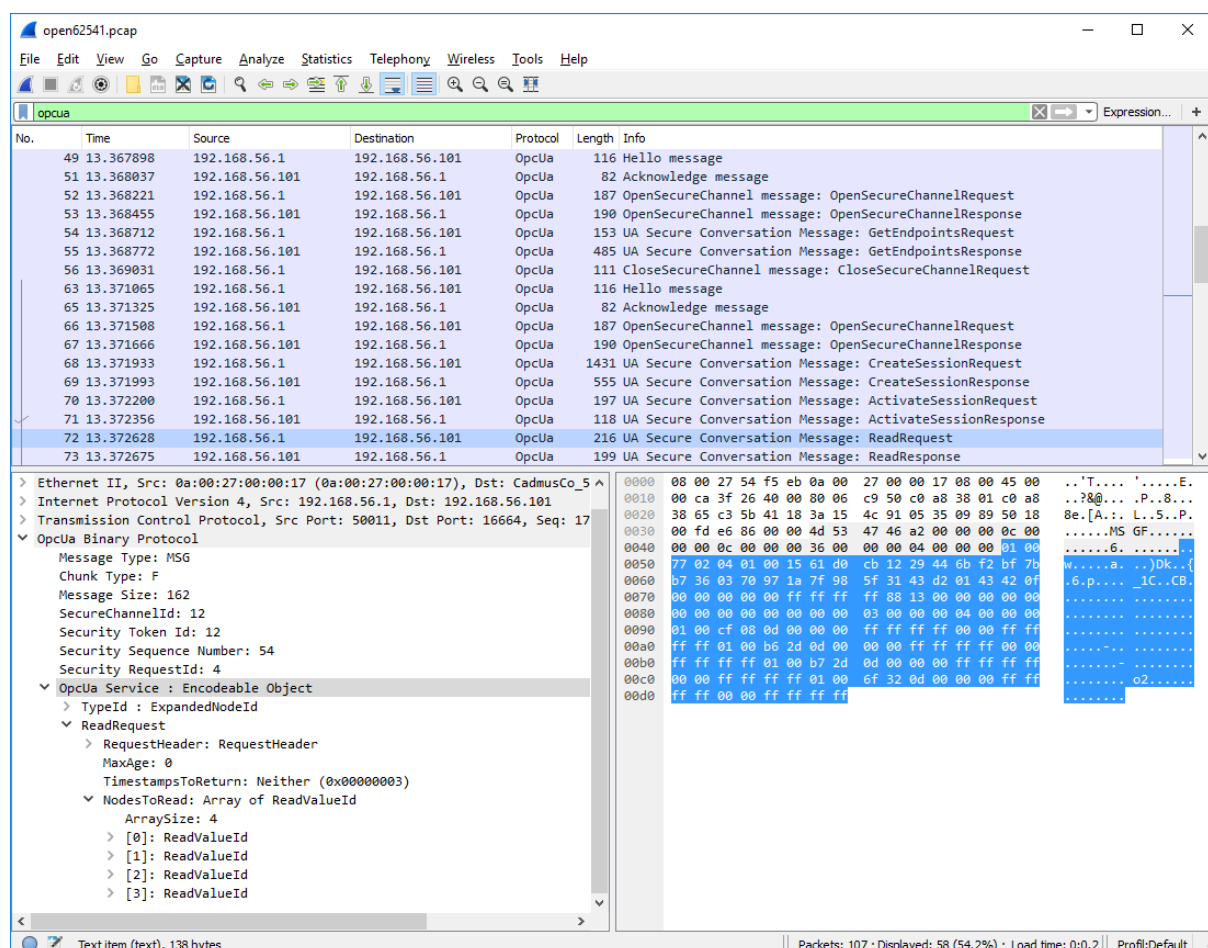 open62541.pcap
File Edit View Go Capture Analyze Statistics Telephony Wireless Tools Help
opcua Expression... +
No. Time Source Destination Protocol Length Info
49 13.367898 192.168.56.1 192.168.56.101 OpcUa 116 Hello message
51 13.368037 192.168.56.101 192.168.56.1 OpcUa 82 Acknowledge message
52 13.368221 192.168.56.1 192.168.56.101 OpcUa 187 OpenSecureChannel message: OpenSecureChannelRequest
53 13.368455 192.168.56.101 192.168.56.1 OpcUa 190 OpenSecureChannel message: OpenSecureChannelResponse
54 13.368712 192.168.56.1 192.168.56.101 OpcUa 153 UA Secure Conversation Message: GetEndpointsRequest
55 13.368772 192.168.56.101 192.168.56.1 OpcUa 485 UA Secure Conversation Message: GetEndpointsResponse
56 13.369031 192.168.56.1 192.168.56.101 OpcUa 111 CloseSecureChannel message: CloseSecureChannelRequest
63 13.371065 192.168.56.1 192.168.56.101 OpcUa 116 Hello message
65 13.371325 192.168.56.101 192.168.56.1 OpcUa 82 Acknowledge message
66 13.371508 192.168.56.1 192.168.56.101 OpcUa 187 OpenSecureChannel message: OpenSecureChannelRequest
67 13.371666 192.168.56.101 192.168.56.1 OpcUa 190 OpenSecureChannel message: OpenSecureChannelResponse
68 13.371933 192.168.56.1 192.168.56.101 OpcUa 1431 UA Secure Conversation Message: CreateSessionRequest
69 13.371993 192.168.56.101 192.168.56.1 OpcUa 555 UA Secure Conversation Message: CreateSessionResponse
70 13.372200 192.168.56.1 192.168.56.101 OpcUa 197 UA Secure Conversation Message: ActivateSessionRequest
71 13.372356 192.168.56.101 192.168.56.1 OpcUa 118 UA Secure Conversation Message: ActivateSessionResponse
72 13.372628 192.168.56.1 192.168.56.101 OpcUa 216 UA Secure Conversation Message: ReadRequest
73 13.372675 192.168.56.101 192.168.56.1 OpcUa 199 UA Secure Conversation Message: ReadResponse
Ethernet II, Src: 0a:00:27:00:00:17 (0a:00:27:00:00:17), Dst: CadmusCo_5
Internet Protocol Version 4, Src: 192.168.56.1, Dst: 192.168.56.101
Transmission Control Protocol, Src Port: 50011, Dst Port: 16664, Seq: 17
OpcUa Binary Protocol
Message Type: MSG
Chunk Type: F
Message Size: 162
SecureChannelId: 12
Security Token Id: 12
Security Sequence Number: 54
Security RequestId: 4
OpcUa Service : Encodeable Object
TypeId : ExpandedNodeId
ReadRequest
RequestHeader: RequestHeader
MaxAge: 0
TimestampsToReturn: Neither (0x00000003)
NodesToRead: Array of ReadValueId
ArraySize: 4
[0]: ReadValueId
[1]: ReadValueId
[2]: ReadValueId
[3]: ReadValueId
0000 08 00 27 54 f5 eb 0a 00 27 00 00 17 08 00 45 00 ..'T.... '.....E.
0010 00 ca 3f 26 40 00 80 06 c9 50 c0 a8 38 01 c0 a8 ..?&@... .P..8...
0020 38 65 c3 5b 41 18 3a 15 4c 91 05 35 09 89 50 18 8e.[A.:. L..5..P.
0030 00 fd e6 86 00 00 4d 53 47 46 a2 00 00 00 0c 00 ......MS GF......
0040 00 00 0c 00 00 00 36 00 00 00 04 00 00 00 01 00 ......6. ........
0050 77 02 04 01 00 15 61 d0 cb 12 29 44 6b f2 bf 7b w.....a. ..)Dk..{
0060 b7 36 03 70 97 1a 7f 98 5f 31 43 d2 01 43 42 0f .6.p.... _1C..CB.
0070 00 00 00 00 00 ff ff ff ff 88 13 00 00 00 00 00 ........ ........
0080 00 00 00 00 00 00 00 00 03 00 00 00 04 00 00 00 ........ ........
0090 01 00 cf 08 0d 00 00 00 ff ff ff ff 00 00 ff ff ........ ........
00a0 ff ff 01 00 b6 2d 0d 00 00 00 ff ff ff ff 00 00 .....-.. ........
00b0 ff ff ff ff 01 00 b7 2d 0d 00 00 00 ff ff ff ff .......- ........
00c0 00 00 ff ff ff ff 01 00 6f 32 0d 00 00 00 ff ff ........ o2......
00d0 ff ff 00 00 ff ff ff ff ........
Text item (text), 138 bytes Packets: 107 · Displayed: 58 (54.2%) · Load time: 0:0.2 Profil:Default